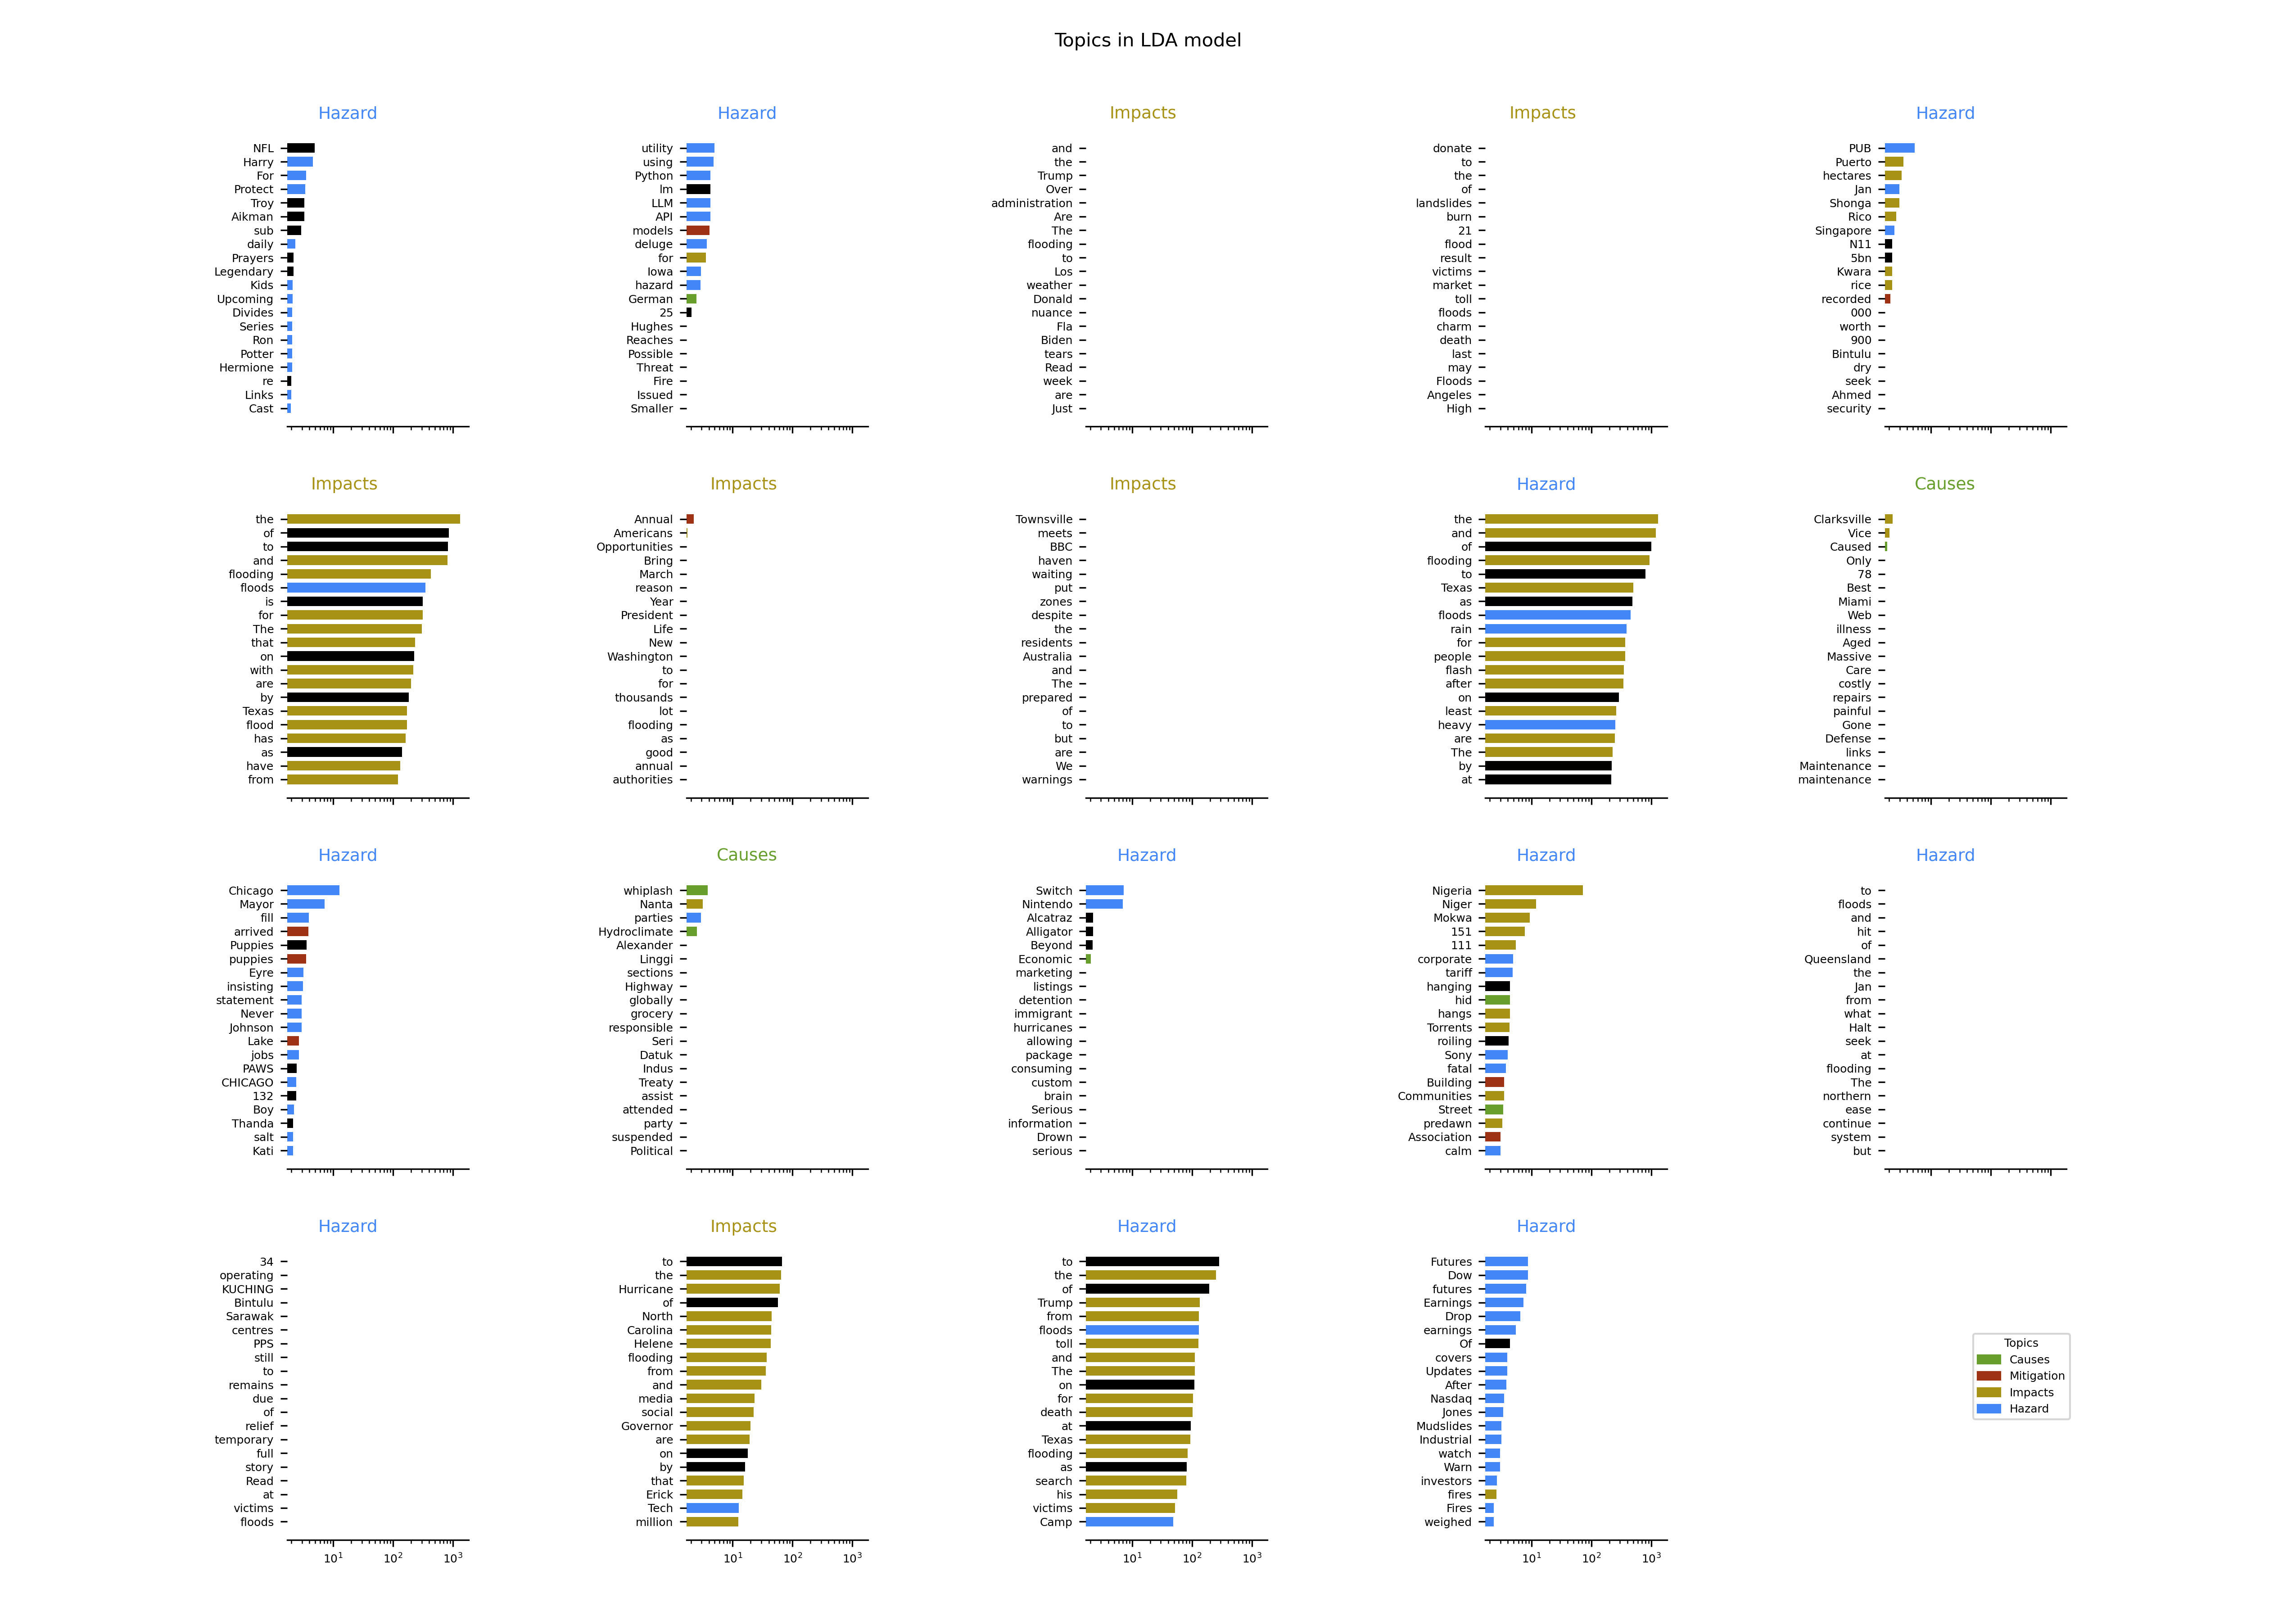 Topics in LDA model
Hazard
NFL
Harry
For
Protect
Troy
Aikman
sub
daily
Prayers
Legendary
Kids
Upcoming
Divides
Series
Ron
Potter
Hermione
re
Links
Cast
Hazard
utility
using
Python
lm
LLM
API
models
deluge
for
Iowa
hazard
German
25
Hughes
Reaches
Possible
Threat
Fire
Issued
Smaller
Impacts
and
the
Trump
Over
administration
Are
The
flooding
to
Los
weather
Donald
nuance
Fla
Biden
tears
Read
week
are
Just
Impacts
donate
to
the
of
landslides
burn
21
flood
result
victims
market
toll
floods
charm
death
last
may
Floods
Angeles
High
Hazard
PUB
Puerto
hectares
Jan
Shonga
Rico
Singapore
N11
5bn
Kwara
rice
recorded
000
worth
900
Bintulu
dry
seek
Ahmed
security
Impacts
the
of
to
and
flooding
floods
is
for
The
that
on
with
are
by
Texas
flood
has
as
have
from
Impacts
Annual
Americans
Opportunities
Bring
March
reason
Year
President
Life
New
Washington
to
for
thousands
lot
flooding
as
good
annual
authorities
Impacts
Townsville
meets
BBC
haven
waiting
put
zones
despite
the
residents
Australia
and
The
prepared
of
to
but
are
We
warnings
Hazard
the
and
of
flooding
to
Texas
as
floods
rain
for
people
flash
after
on
least
heavy
are
The
by
at
Causes
Clarksville
Vice
Caused
Only
78
Best
Miami
Web
illness
Aged
Massive
Care
costly
repairs
painful
Gone
Defense
links
Maintenance
maintenance
Hazard
Chicago
Mayor
fill
arrived
Puppies
puppies
Eyre
insisting
statement
Never
Johnson
Lake
jobs
PAWS
CHICAGO
132
Boy
Thanda
salt
Kati
Causes
whiplash
Nanta
parties
Hydroclimate
Alexander
Linggi
sections
Highway
globally
grocery
responsible
Seri
Datuk
Indus
Treaty
assist
attended
party
suspended
Political
Hazard
Switch
Nintendo
Alcatraz
Alligator
Beyond
Economic
marketing
listings
detention
immigrant
hurricanes
allowing
package
consuming
custom
brain
Serious
information
Drown
serious
Hazard
Nigeria
Niger
Mokwa
151
111
corporate
tariff
hanging
hid
hangs
Torrents
roiling
Sony
fatal
Building
Communities
Street
predawn
Association
calm
Hazard
to
floods
and
hit
of
Queensland
the
Jan
from
what
Halt
seek
at
flooding
The
northern
ease
continue
system
but
Hazard
34
operating
KUCHING
Bintulu
Sarawak
centres
PPS
still
to
remains
due
of
relief
temporary
full
story
Read
at
victims
floods
10¹ 10² 10³
Impacts
to
the
Hurricane
of
North
Carolina
Helene
flooding
from
and
media
social
Governor
are
on
by
that
Erick
Tech
million
10¹ 10² 10³
Hazard
to
the
of
Trump
from
floods
toll
and
The
on
for
death
at
Texas
flooding
as
search
his
victims
Camp
10¹ 10² 10³
Hazard
Futures
Dow
futures
Earnings
Drop
earnings
Of
covers
Updates
After
Nasdaq
Jones
Mudslides
Industrial
watch
Warn
investors
fires
Fires
weighed
10¹ 10² 10³
Topics
Causes
Mitigation
Impacts
Hazard